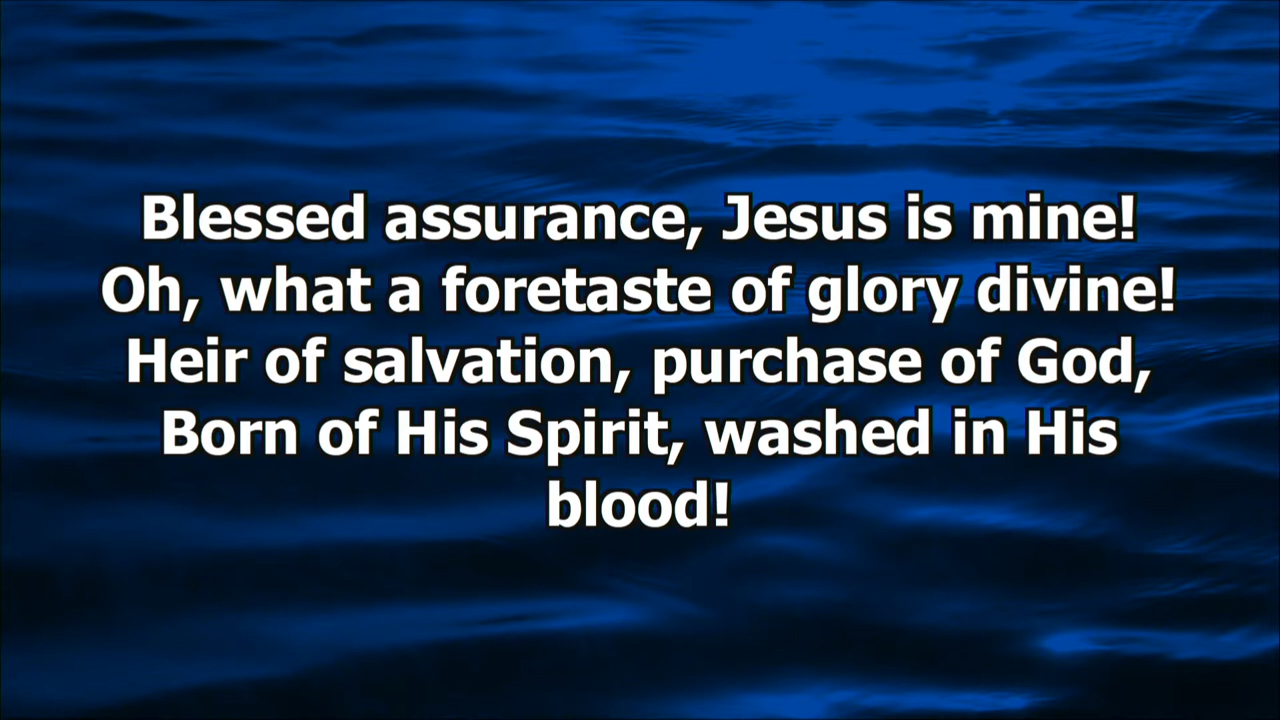 Blessed assurance, Jesus is mine!
Oh, what a foretaste of glory divine!
Heir of salvation, purchase of God,
Born of His Spirit, washed in His
blood!